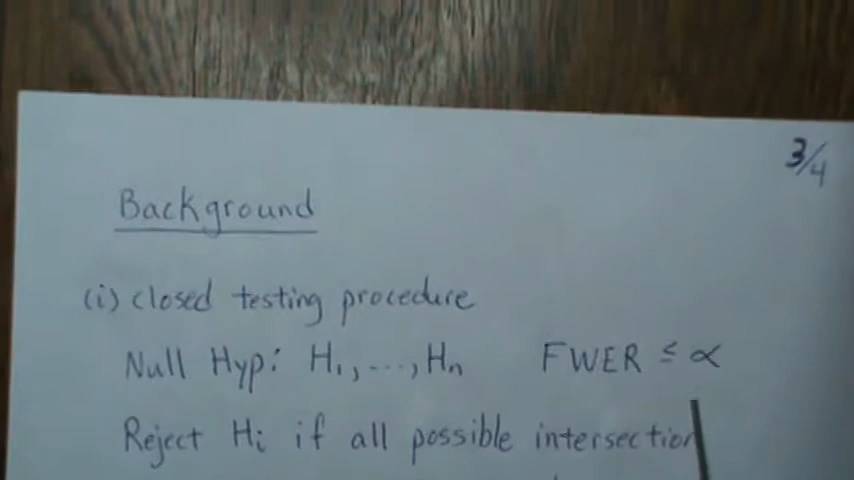 3/4
Background
(i) closed testing procedure
Null Hyp: H₁, ..., Hₙ FWER ≤ α
Reject Hᵢ if all possible intersection